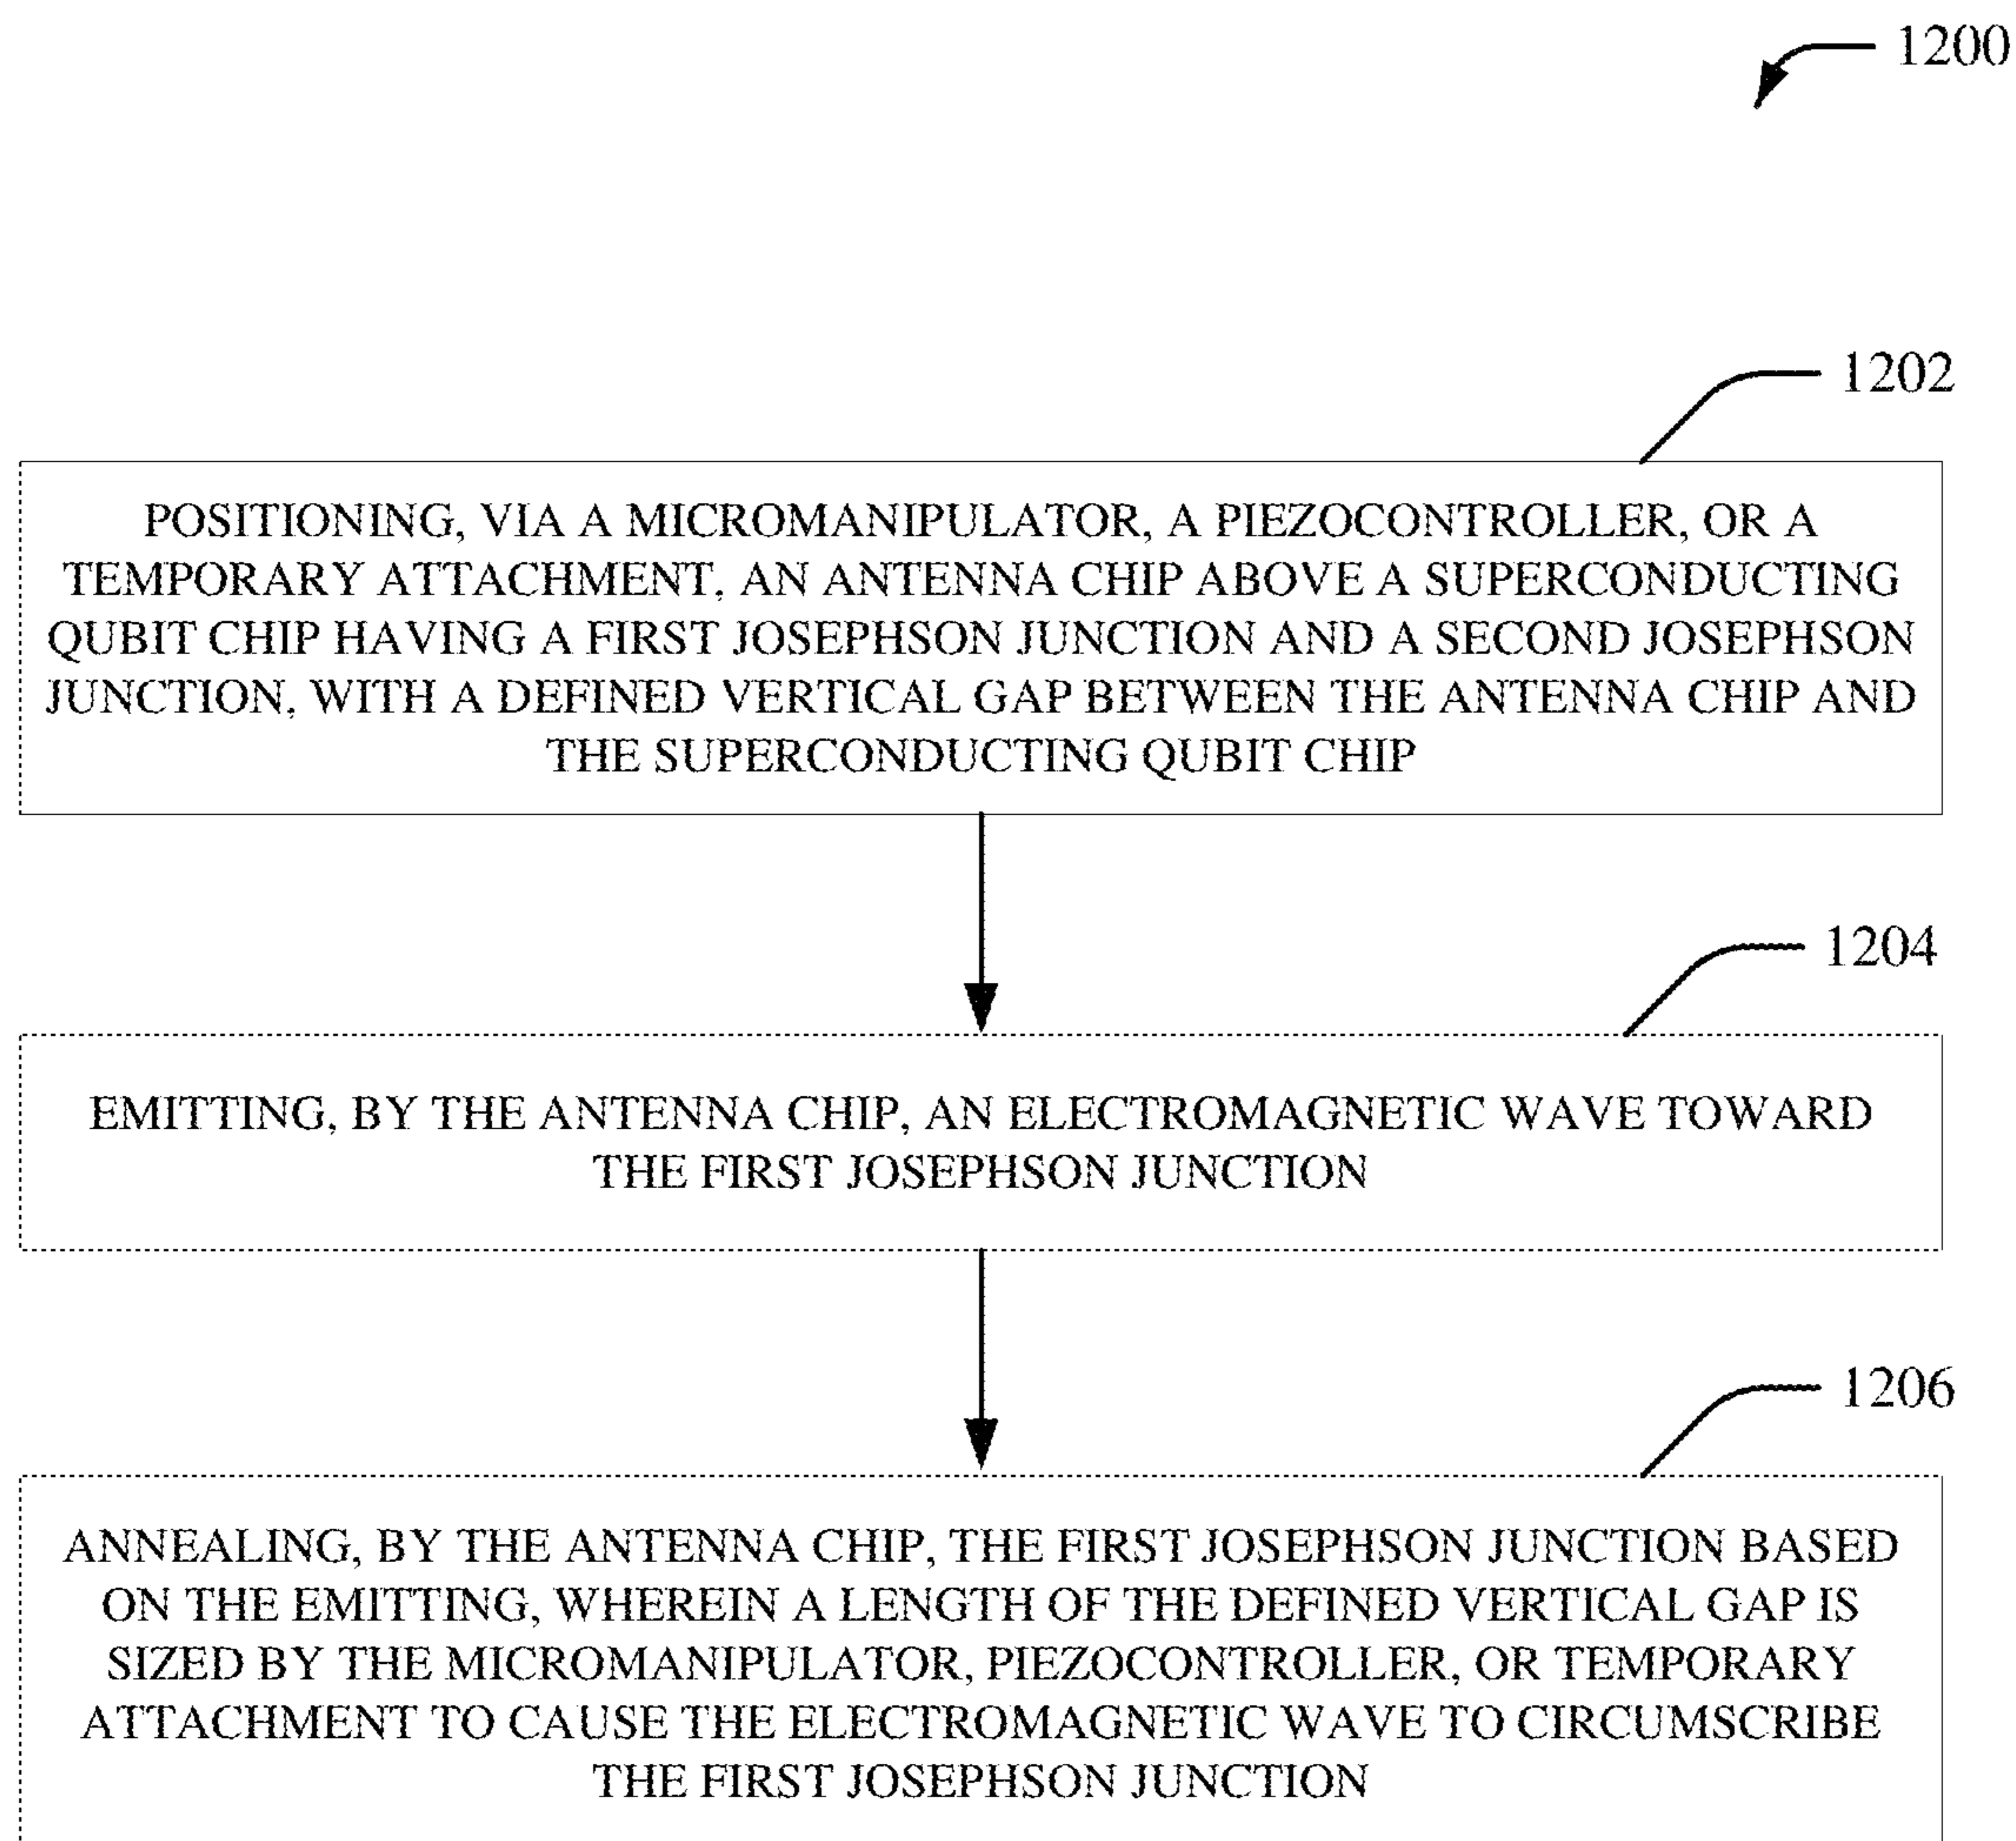 1200
1202
POSITIONING, VIA A MICROMANIPULATOR, A PIEZOCONTROLLER, OR A
TEMPORARY ATTACHMENT, AN ANTENNA CHIP ABOVE A SUPERCONDUCTING
QUBIT CHIP HAVING A FIRST JOSEPHSON JUNCTION AND A SECOND JOSEPHSON
JUNCTION, WITH A DEFINED VERTICAL GAP BETWEEN THE ANTENNA CHIP AND
THE SUPERCONDUCTING QUBIT CHIP
1204
EMITTING, BY THE ANTENNA CHIP, AN ELECTROMAGNETIC WAVE TOWARD
THE FIRST JOSEPHSON JUNCTION
1206
ANNEALING, BY THE ANTENNA CHIP, THE FIRST JOSEPHSON JUNCTION BASED
ON THE EMITTING, WHEREIN A LENGTH OF THE DEFINED VERTICAL GAP IS
SIZED BY THE MICROMANIPULATOR, PIEZOCONTROLLER, OR TEMPORARY
ATTACHMENT TO CAUSE THE ELECTROMAGNETIC WAVE TO CIRCUMSCRIBE
THE FIRST JOSEPHSON JUNCTION